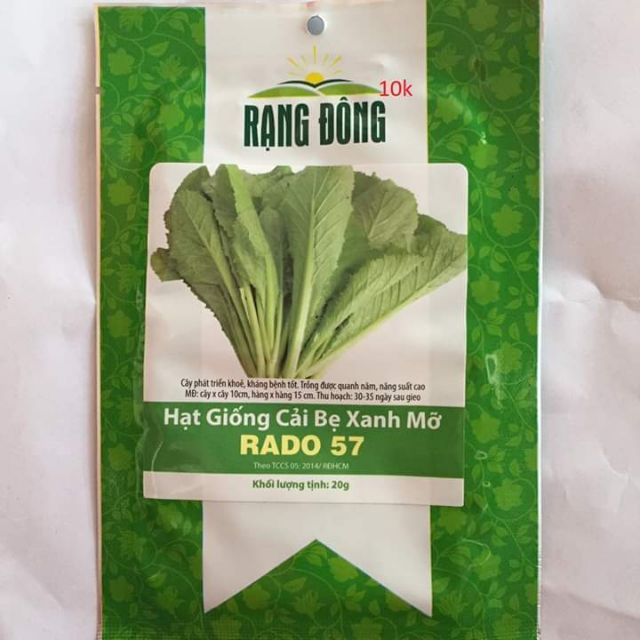 10k
RẠNG ĐÔNG
Cây phát triển khoẻ, kháng bệnh tốt. Trồng được quanh năm, năng suất cao
MĐ: cây x cây 10cm, hàng x hàng 15 cm. Thu hoạch: 30-35 ngày sau gieo
Hạt Giống Cải Bẹ Xanh Mỡ
RADO 57
Theo TCCS 05: 2014/ RĐHCM
Khối lượng tịnh: 20g